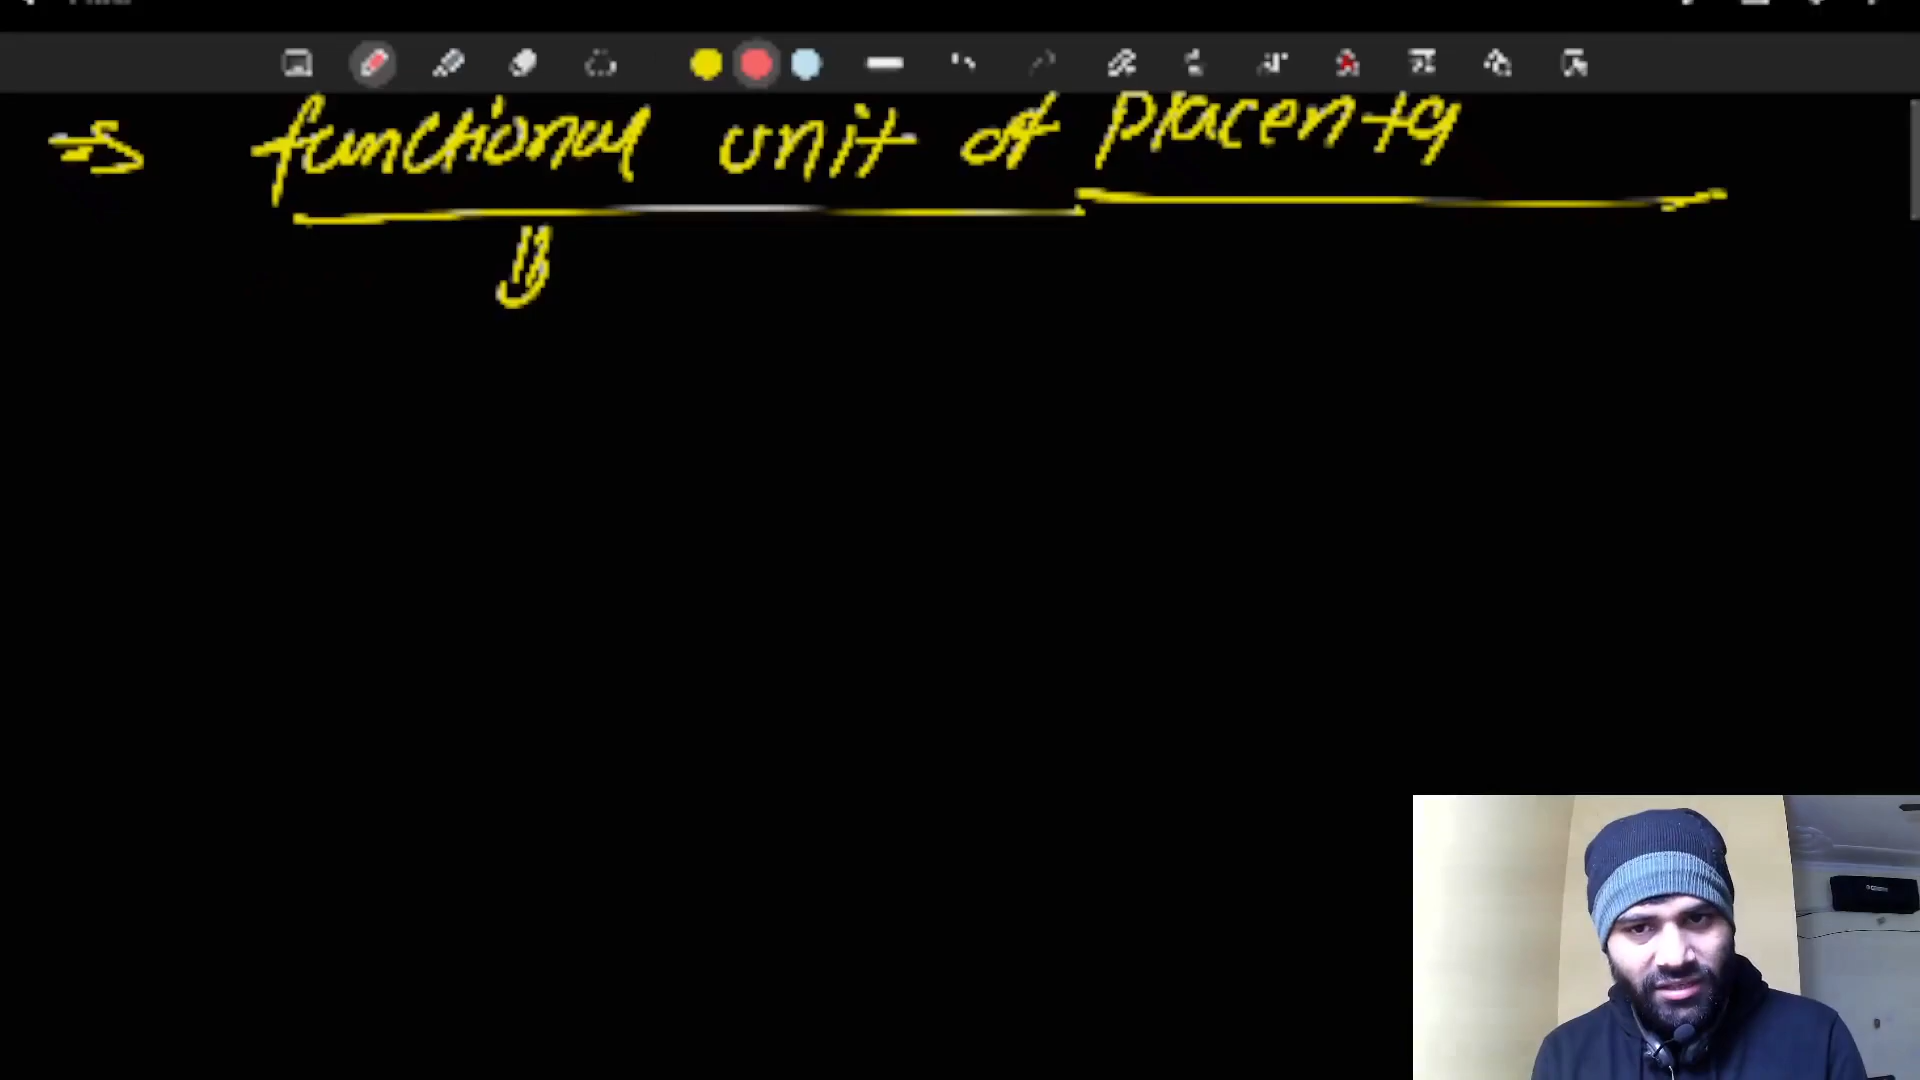 ⇒ functional unit of placenta